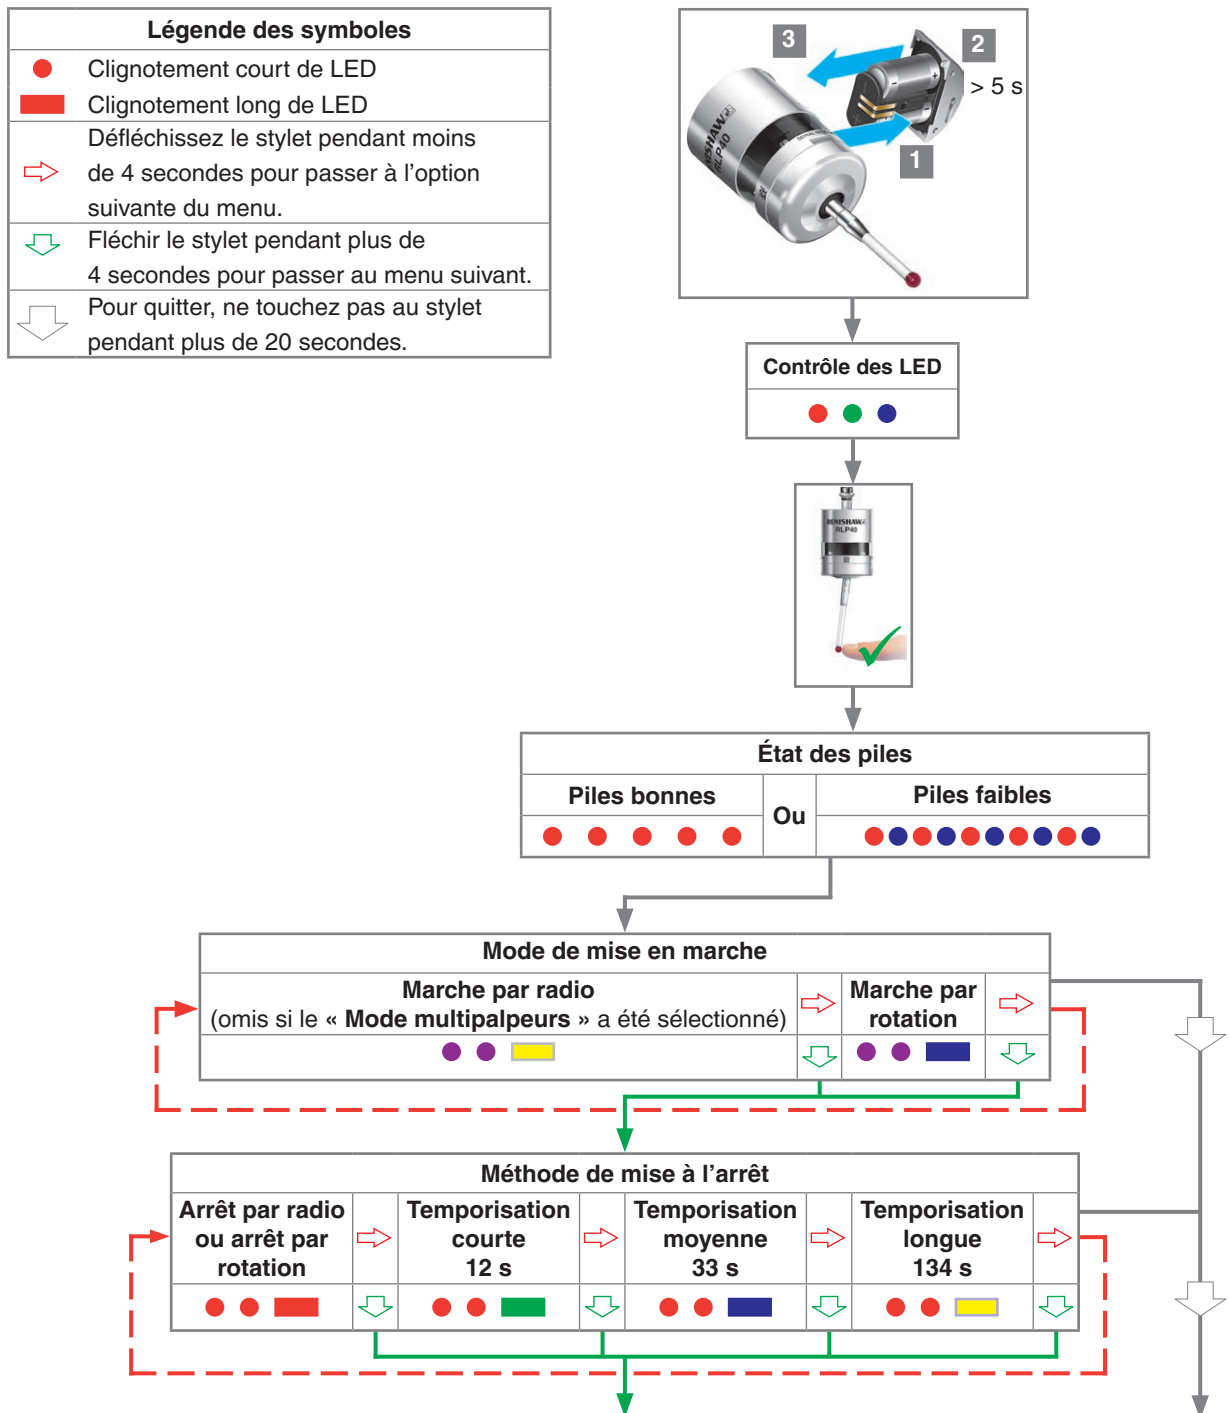 Légende des symboles
Clignotement court de LED
Clignotement long de LED
Défléchissez le stylet pendant moins
de 4 secondes pour passer à l'option
suivante du menu.
Fléchir le stylet pendant plus de
4 secondes pour passer au menu suivant.
Pour quitter, ne touchez pas au stylet
pendant plus de 20 secondes.
3
2
> 5 s
1
RENISHAW
RLP40
Contrôle des LED
RENISHAW
RLP40
État des piles
Piles bonnes
Ou
Piles faibles
Mode de mise en marche
Marche par radio
(omis si le « Mode multipalpeurs » a été sélectionné)
Marche par
rotation
Méthode de mise à l'arrêt
Arrêt par radio
ou arrêt par
rotation
Temporisation
courte
12 s
Temporisation
moyenne
33 s
Temporisation
longue
134 s